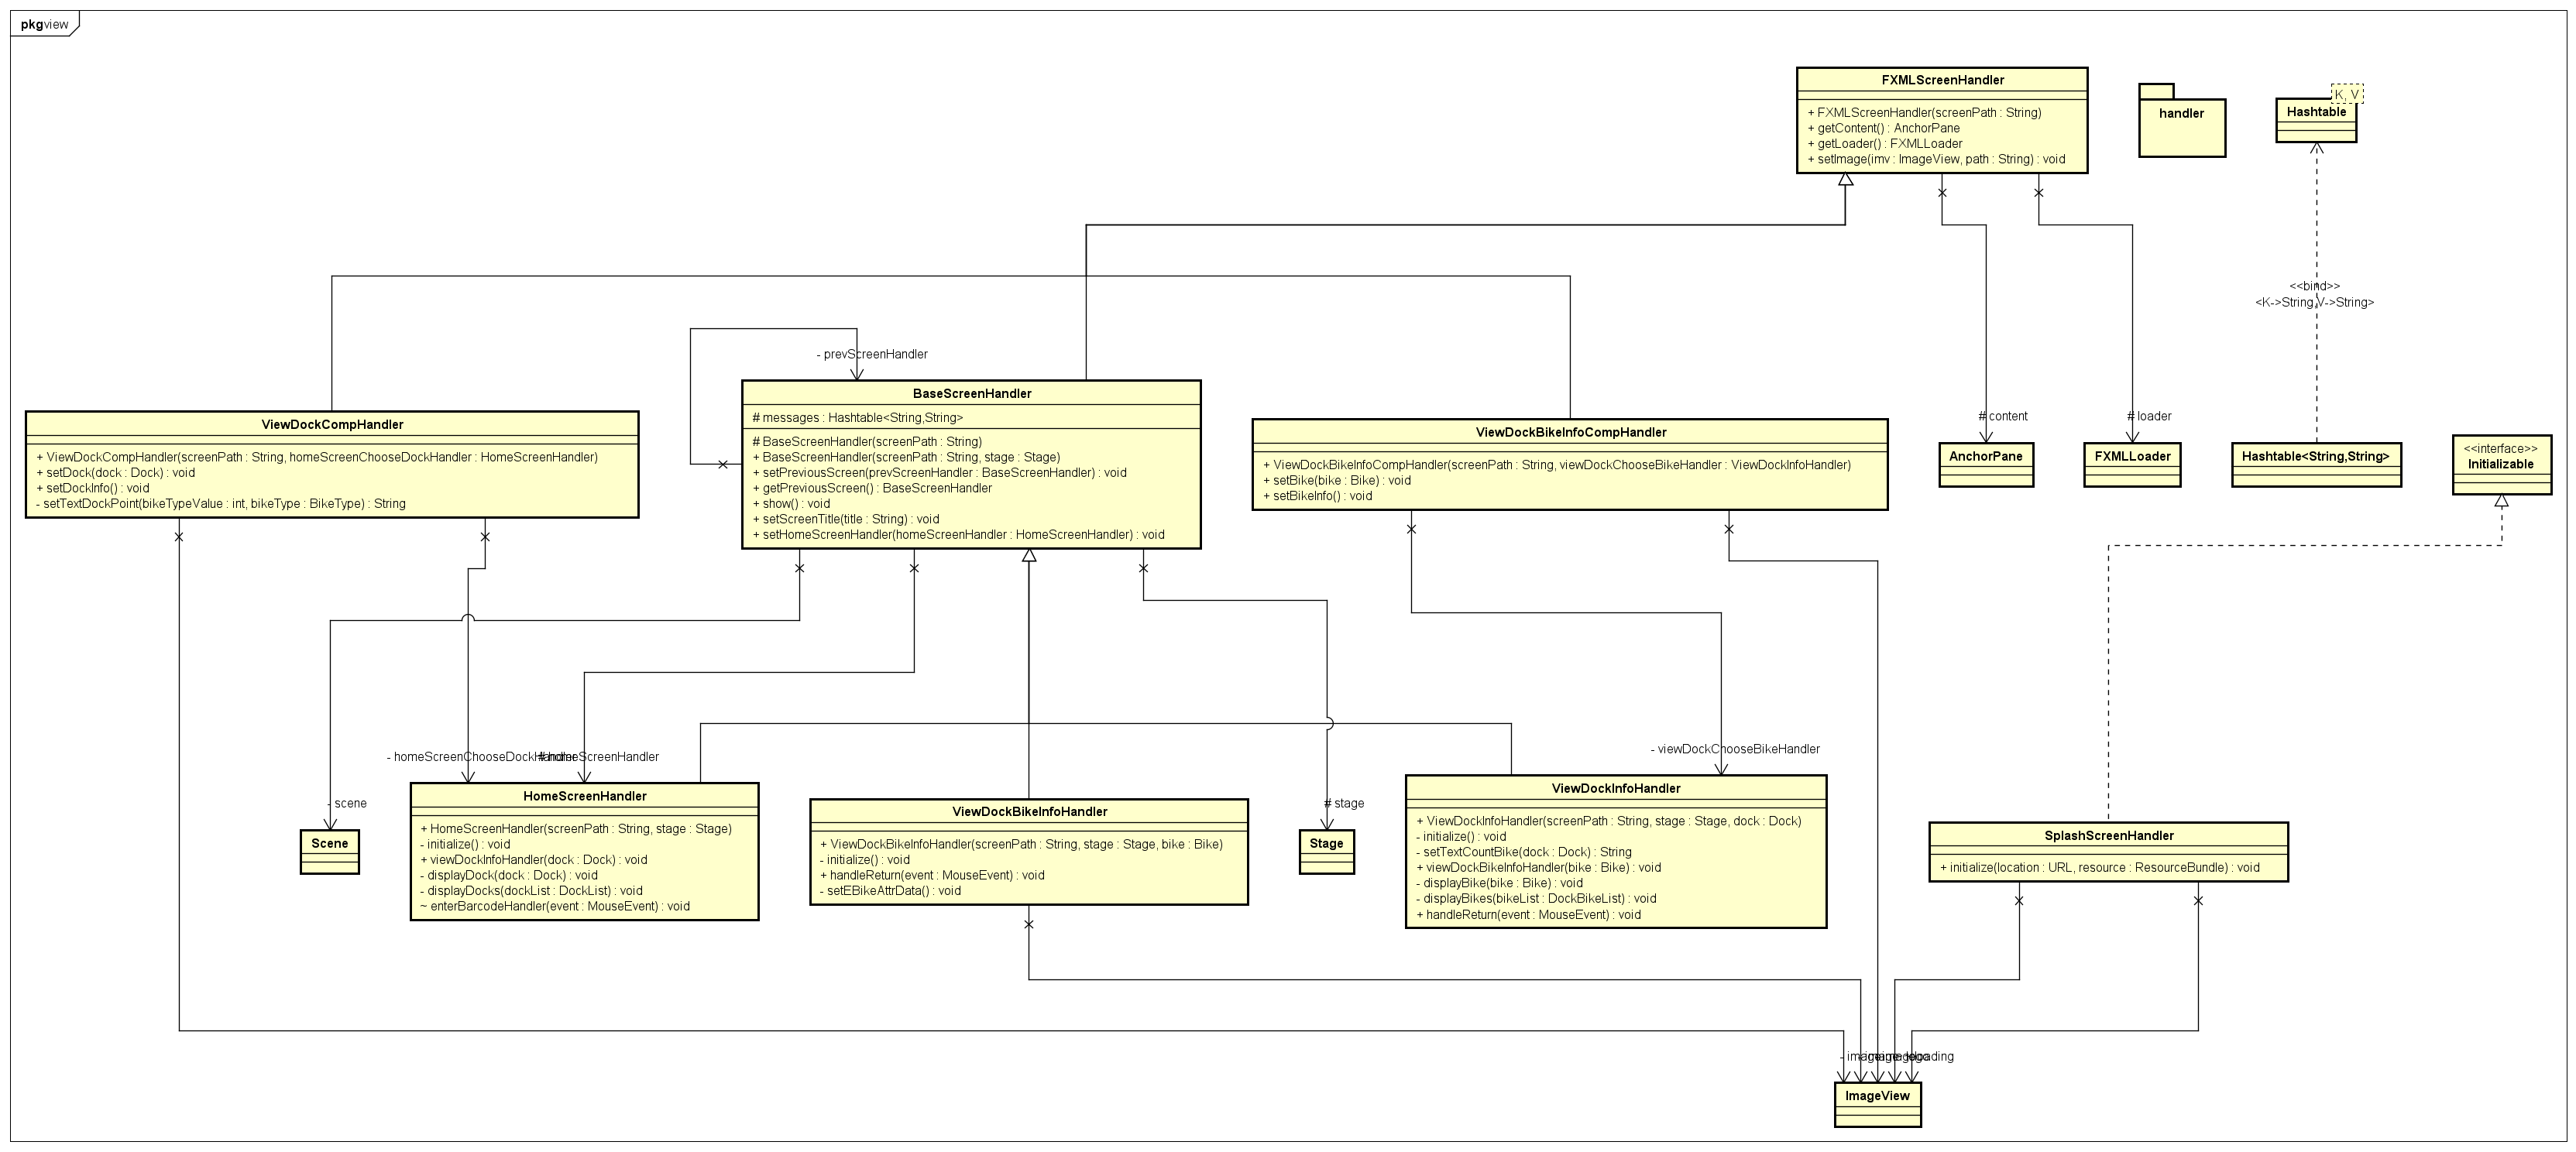 pkg view
FXMLScreenHandler
+ FXMLScreenHandler(screenPath : String)
+ getContent() : AnchorPane
+ getLoader() : FXMLLoader
+ setImage(imv : ImageView, path : String) : void
handler
K, V
Hashtable
<<bind>>
<K->String,V->String>
- prevScreenHandler
ViewDockCompHandler
+ ViewDockCompHandler(screenPath : String, homeScreenChooseDockHandler : HomeScreenHandler)
+ setDock(dock : Dock) : void
+ setDockInfo() : void
- setTextDockPoint(bikeTypeValue : int, bikeType : BikeType) : String
BaseScreenHandler
# messages : Hashtable<String,String>
# BaseScreenHandler(screenPath : String)
+ BaseScreenHandler(screenPath : String, stage : Stage)
+ setPreviousScreen(prevScreenHandler : BaseScreenHandler) : void
+ getPreviousScreen() : BaseScreenHandler
+ show() : void
+ setScreenTitle(title : String) : void
+ setHomeScreenHandler(homeScreenHandler : HomeScreenHandler) : void
ViewDockBikeInfoCompHandler
+ ViewDockBikeInfoCompHandler(screenPath : String, viewDockChooseBikeHandler : ViewDockInfoHandler)
+ setBike(bike : Bike) : void
+ setBikeInfo() : void
# content
AnchorPane
# loader
FXMLLoader
Hashtable<String,String>
<<interface>>
Initializable
- homeScreenChooseDockHandler
# homeScreenHandler
- viewDockChooseBikeHandler
- scene
Scene
HomeScreenHandler
+ HomeScreenHandler(screenPath : String, stage : Stage)
- initialize() : void
+ viewDockInfoHandler(dock : Dock) : void
- displayDock(dock : Dock) : void
- displayDocks(dockList : DockList) : void
~ enterBarcodeHandler(event : MouseEvent) : void
ViewDockBikeInfoHandler
+ ViewDockBikeInfoHandler(screenPath : String, stage : Stage, bike : Bike)
- initialize() : void
+ handleReturn(event : MouseEvent) : void
- setEBikeAttrData() : void
# stage
Stage
ViewDockInfoHandler
+ ViewDockInfoHandler(screenPath : String, stage : Stage, dock : Dock)
- initialize() : void
- setTextCountBike(dock : Dock) : String
+ viewDockBikeInfoHandler(bike : Bike) : void
- displayBike(bike : Bike) : void
- displayBikes(bikeList : DockBikeList) : void
+ handleReturn(event : MouseEvent) : void
SplashScreenHandler
+ initialize(location : URL, resource : ResourceBundle) : void
ImageView